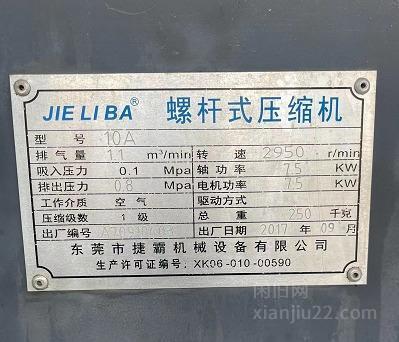 JIE LI BA® 螺杆式压缩机
型号 10A
排气量 1.1 m³/min 转速 2950 r/min
吸入压力 0.1 Mpa 轴功率 7.5 KW
排出压力 0.8 Mpa 电机功率 7.5 KW
工作介质 空气 驱动方式
压缩级数 1 级 总重 250 千克
出厂编号 出厂日期 2017 年 09 月
东莞市捷霸机械设备有限公司
生产许可证编号: XK06-010-00590
闲旧网
xianjiu22.com